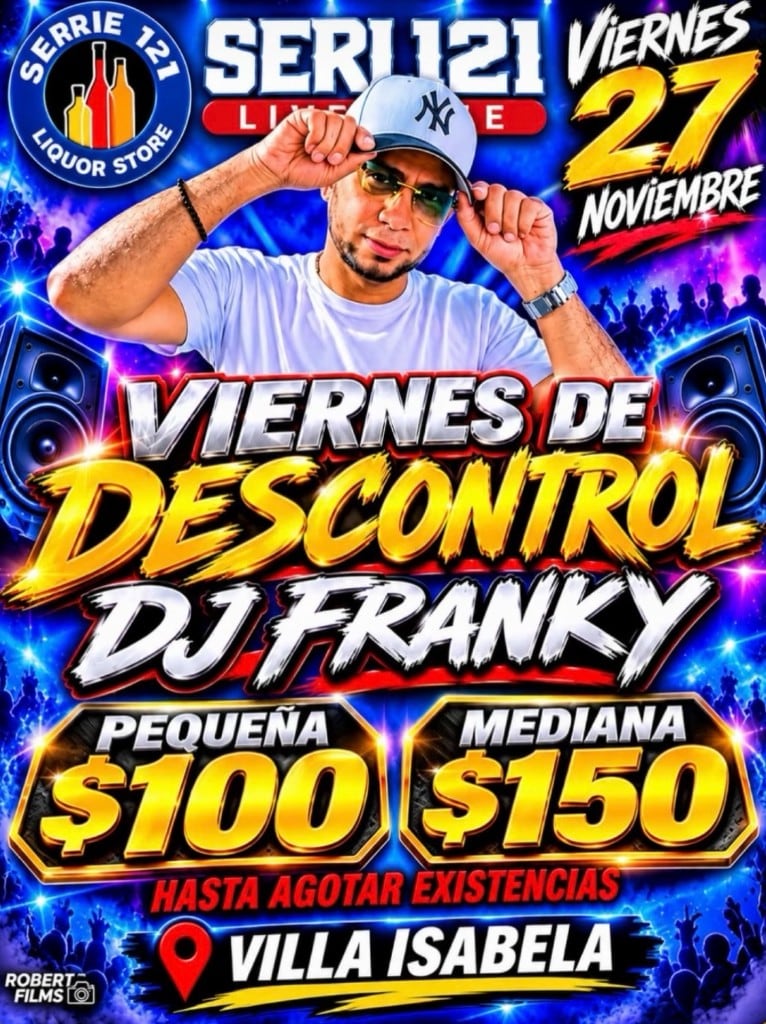 SERRIE 121
LIQUOR STORE
SERI 121
VIERNES
27
NOVIEMBRE
NY
VIERNES DE
DESCONTROL
DJ FRANKY
PEQUEÑA
$100
MEDIANA
$150
HASTA AGOTAR EXISTENCIAS
VILLA ISABELA
ROBERT
FILMS